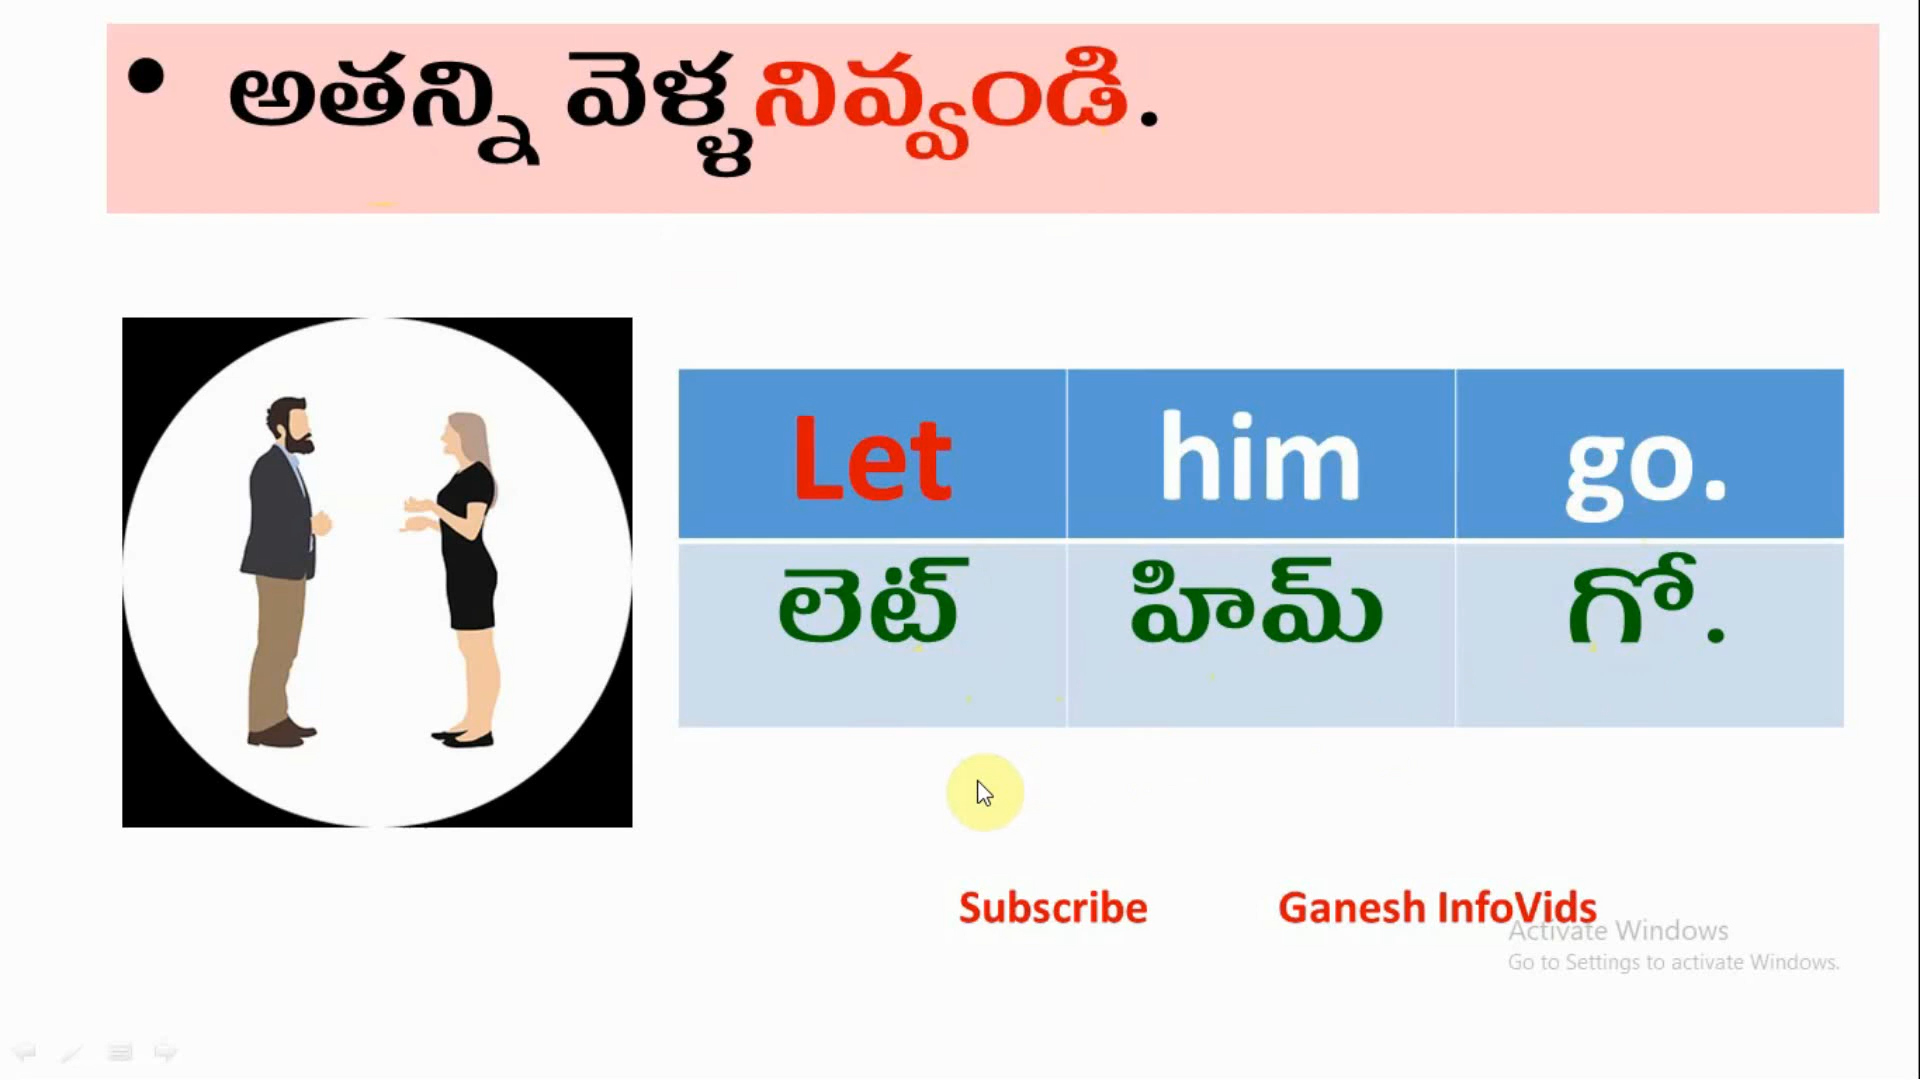 • అతన్ని వెళ్ళనివ్వండి.
Let him go.
లెట్ హిమ్ గో.
Subscribe Ganesh InfoVids
Activate Windows
Go to Settings to activate Windows.